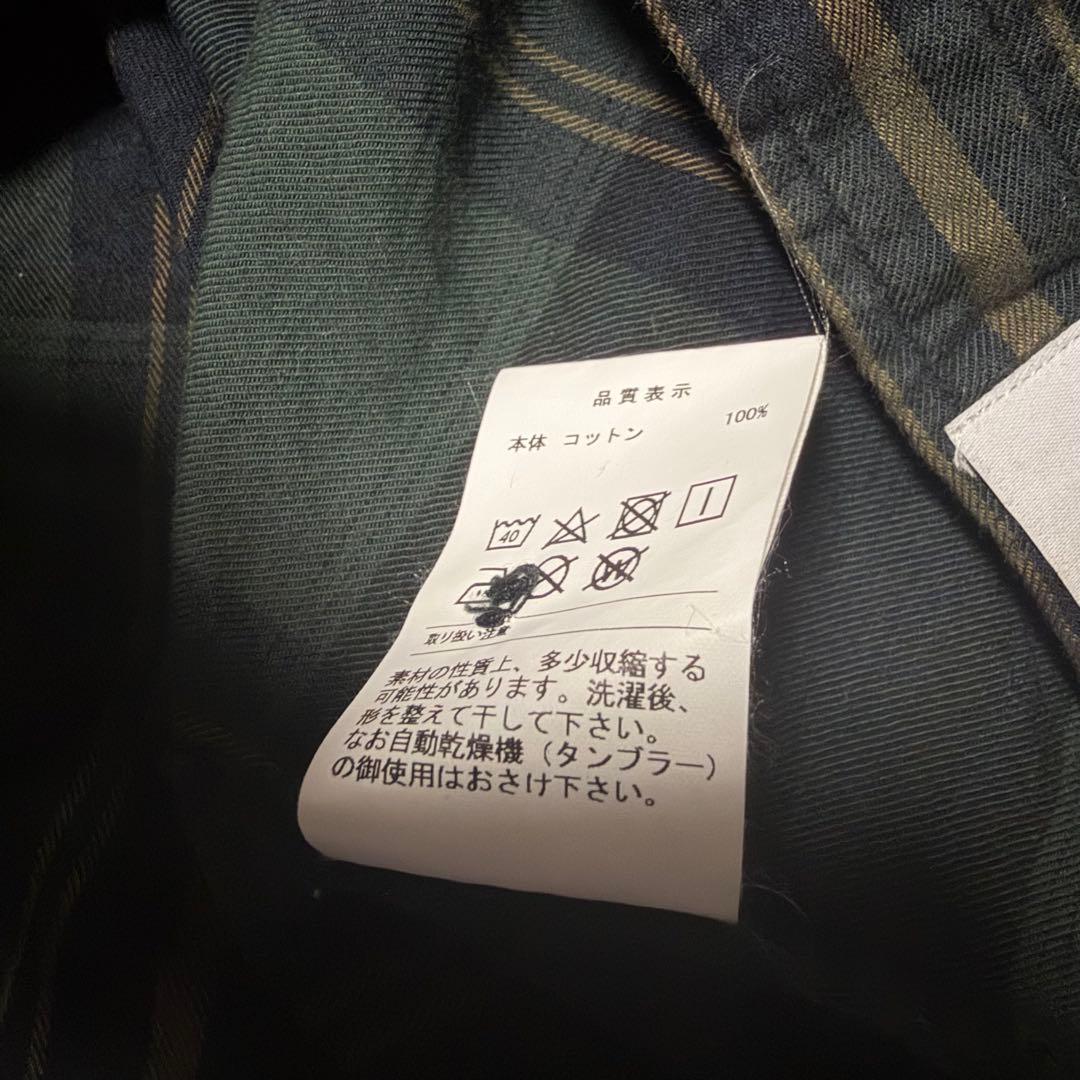 品質表示
本体 コットン 100%
40
取り扱い注意
素材の性質上、多少収縮する
可能性があります。洗濯後、
形を整えて干して下さい。
なお自動乾燥機（タンブラー）
の御使用はおさけ下さい。